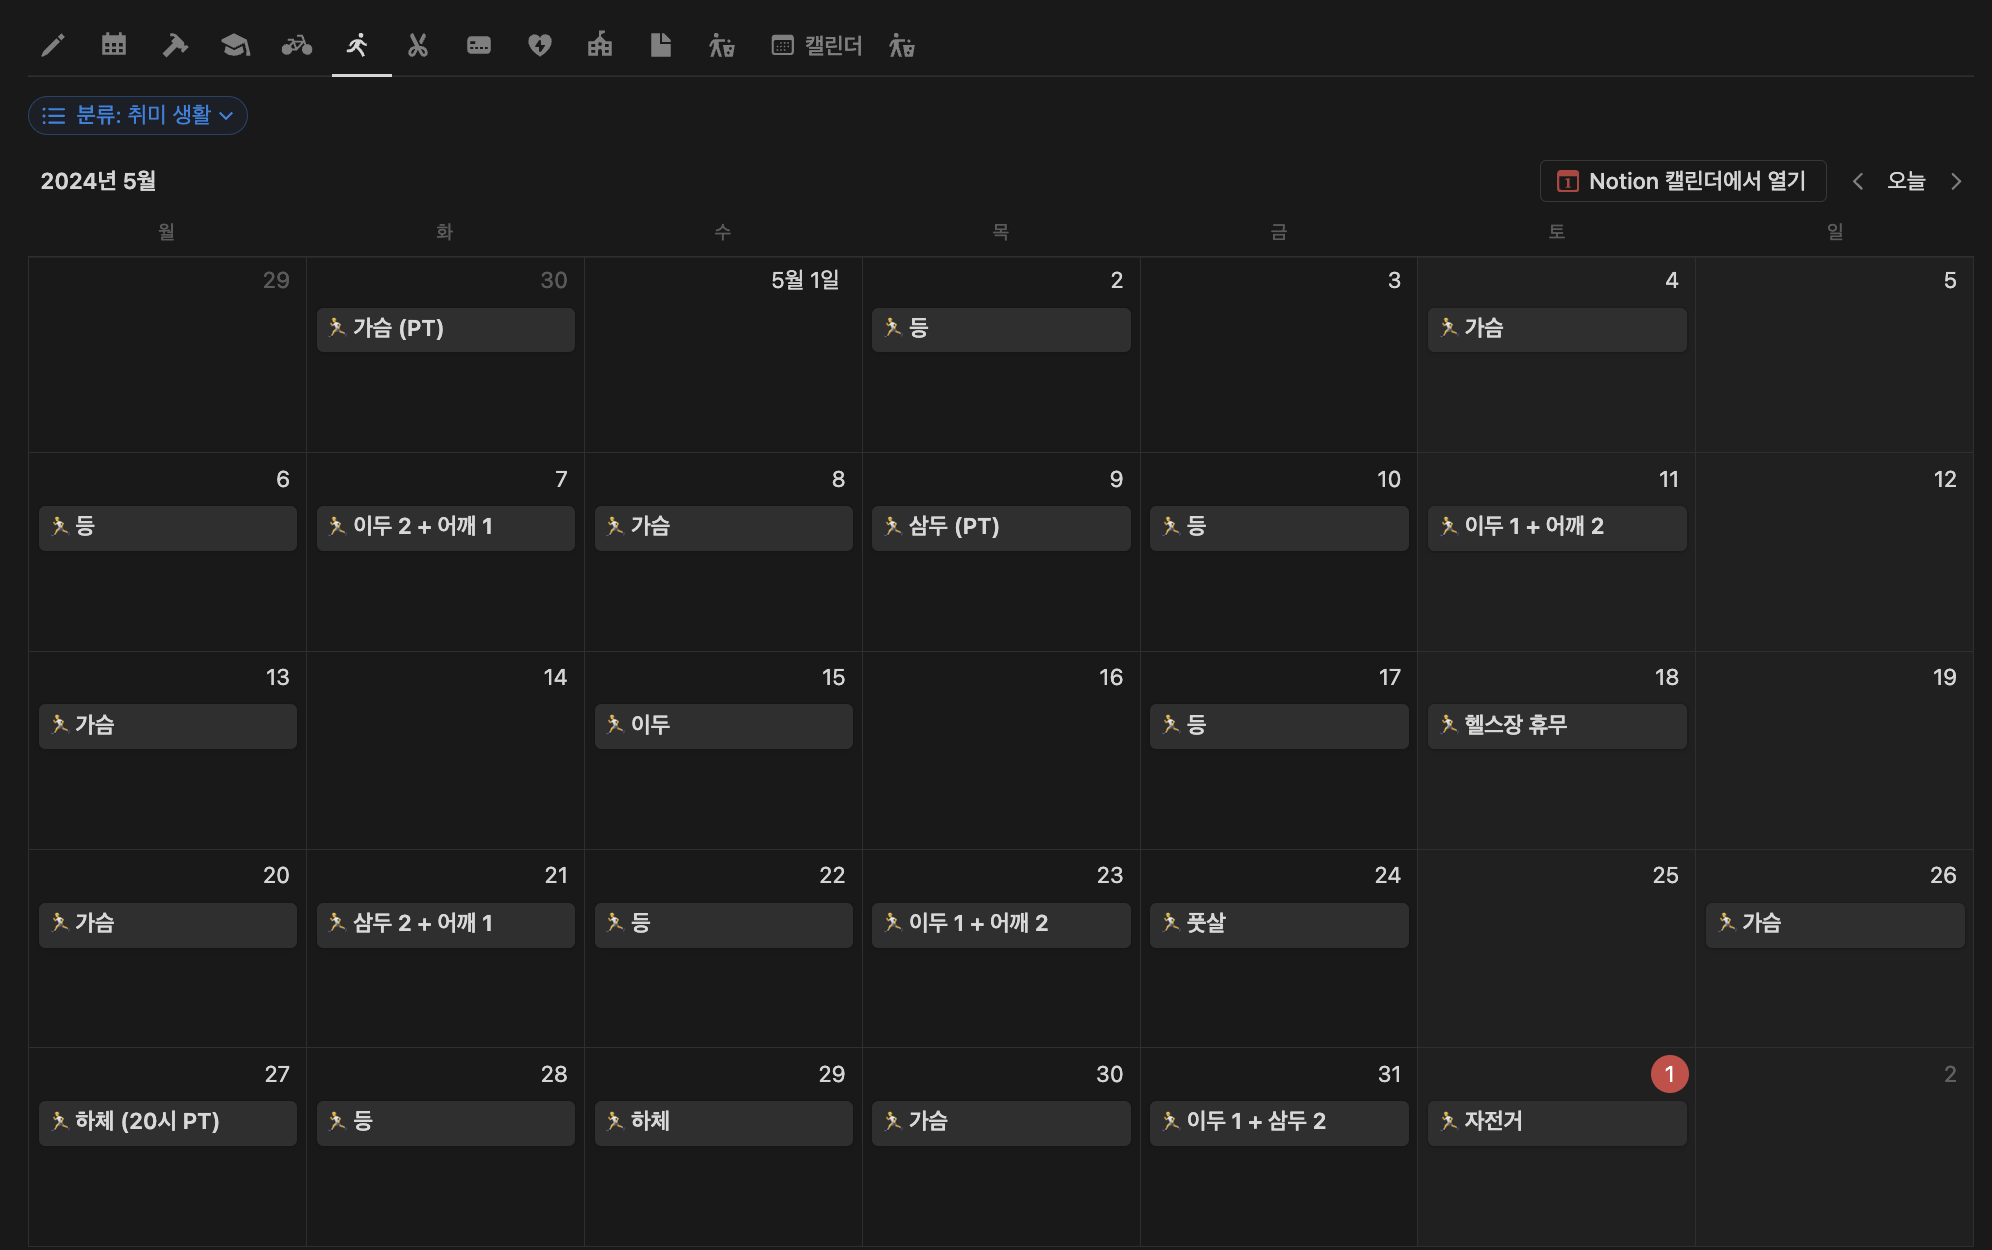 캘린더
분류: 취미 생활
2024년 5월
Notion 캘린더에서 열기
오늘
월 화 수 목 금 토 일
29 30 5월 1일 2 3 4 5
가슴 (PT) 등 가슴
6 7 8 9 10 11 12
등 이두 2 + 어깨 1 가슴 삼두 (PT) 등 이두 1 + 어깨 2
13 14 15 16 17 18 19
가슴 이두 등 헬스장 휴무
20 21 22 23 24 25 26
가슴 삼두 2 + 어깨 1 등 이두 1 + 어깨 2 풋살 가슴
27 28 29 30 31 1 2
하체 (20시 PT) 등 하체 가슴 이두 1 + 삼두 2 자전거